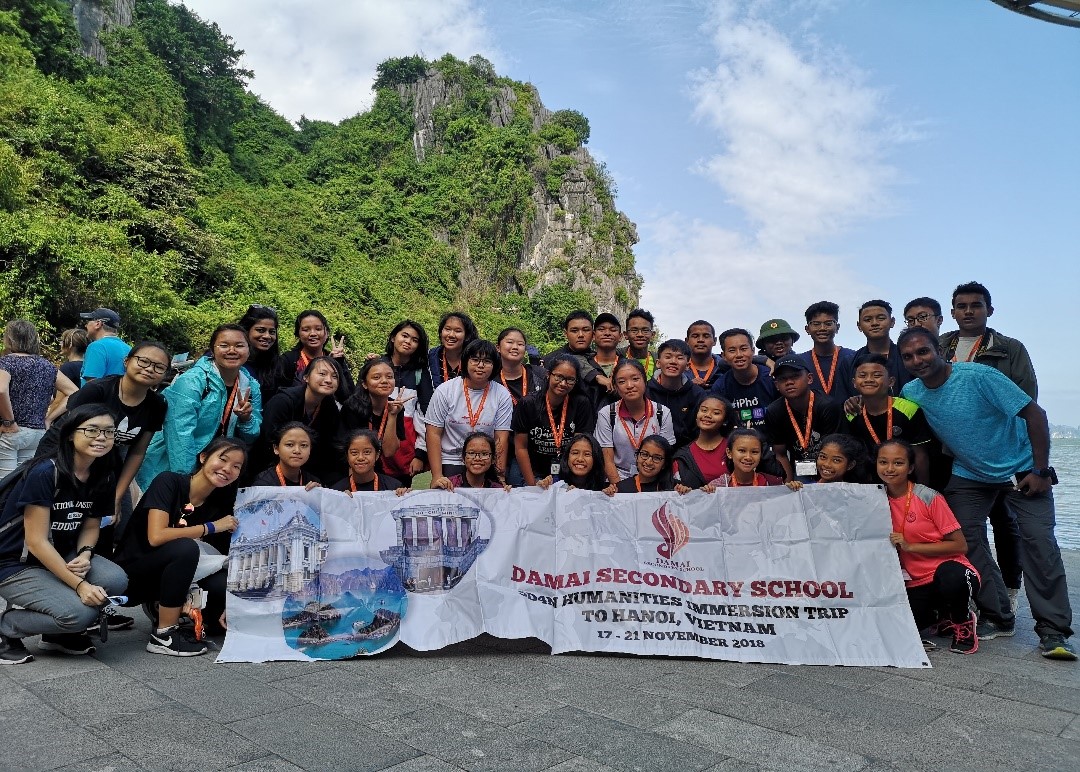 DAMAI
SECONDARY SCHOOL
DAMAI SECONDARY SCHOOL
HUMANITIES IMMERSION TRIP
TO HANOI, VIETNAM
17 - 21 NOVEMBER 2018